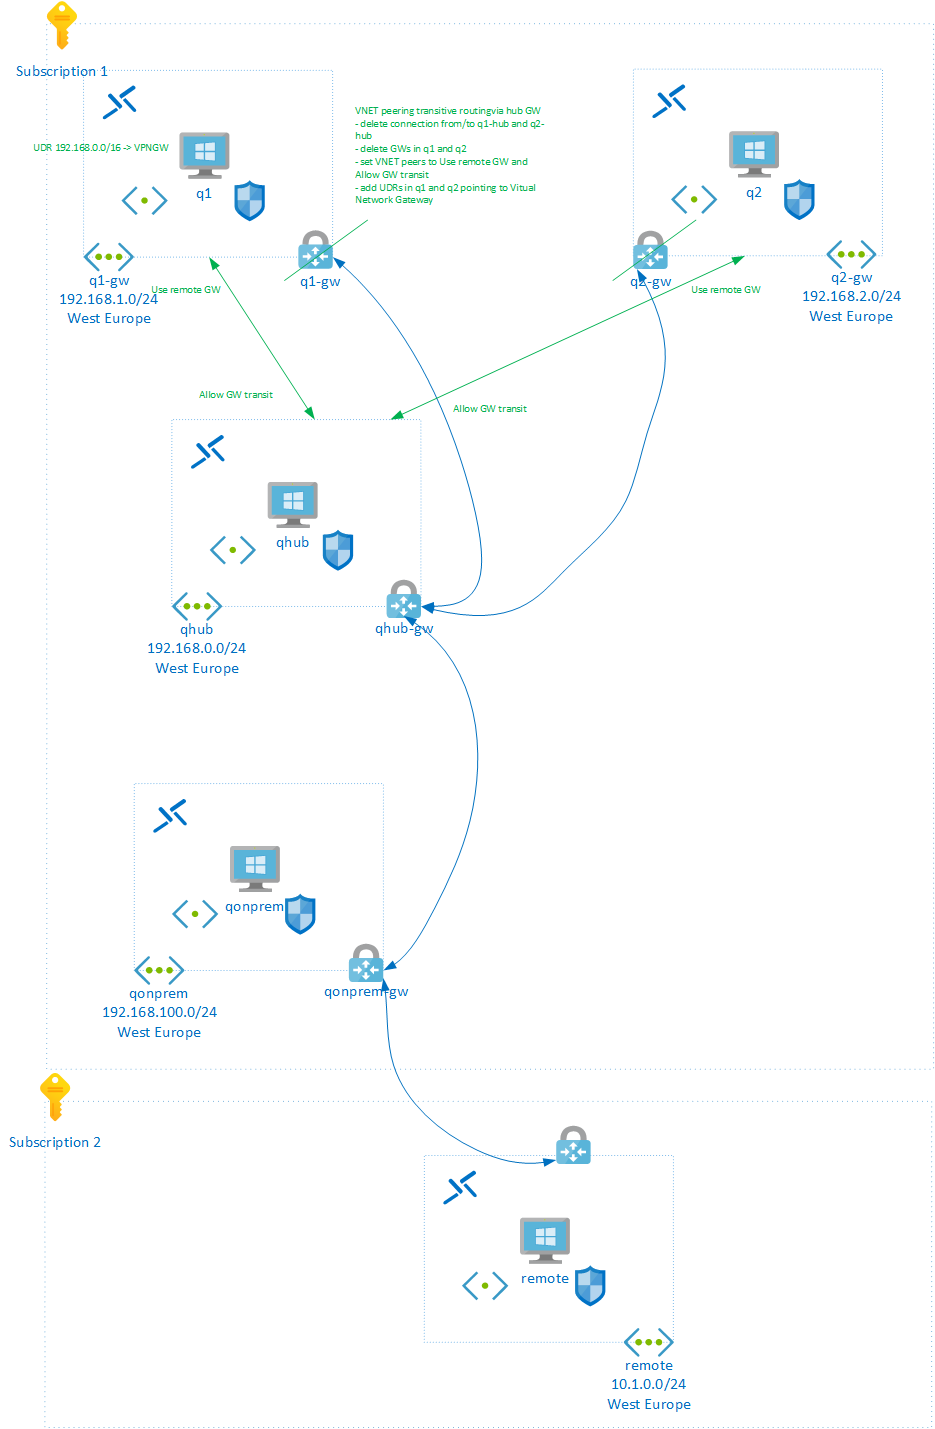 Subscription 1
VNET peering transitive routingvia hub GW
- delete connection from/to q1-hub and q2-
hub
- delete GWs in q1 and q2
- set VNET peers to Use remote GW and
Allow GW transit
- add UDRs in q1 and q2 pointing to Vitual
Network Gateway
UDR 192.168.0.0/16 -> VPNGW
q1
q2
q1-gw
192.168.1.0/24
West Europe
q1-gw
q2-gw
q2-gw
192.168.2.0/24
West Europe
Use remote GW
Use remote GW
Allow GW transit
Allow GW transit
qhub
qhub-gw
qhub
192.168.0.0/24
West Europe
qonprem
qonprem-gw
qonprem
192.168.100.0/24
West Europe
Subscription 2
remote
remote
10.1.0.0/24
West Europe